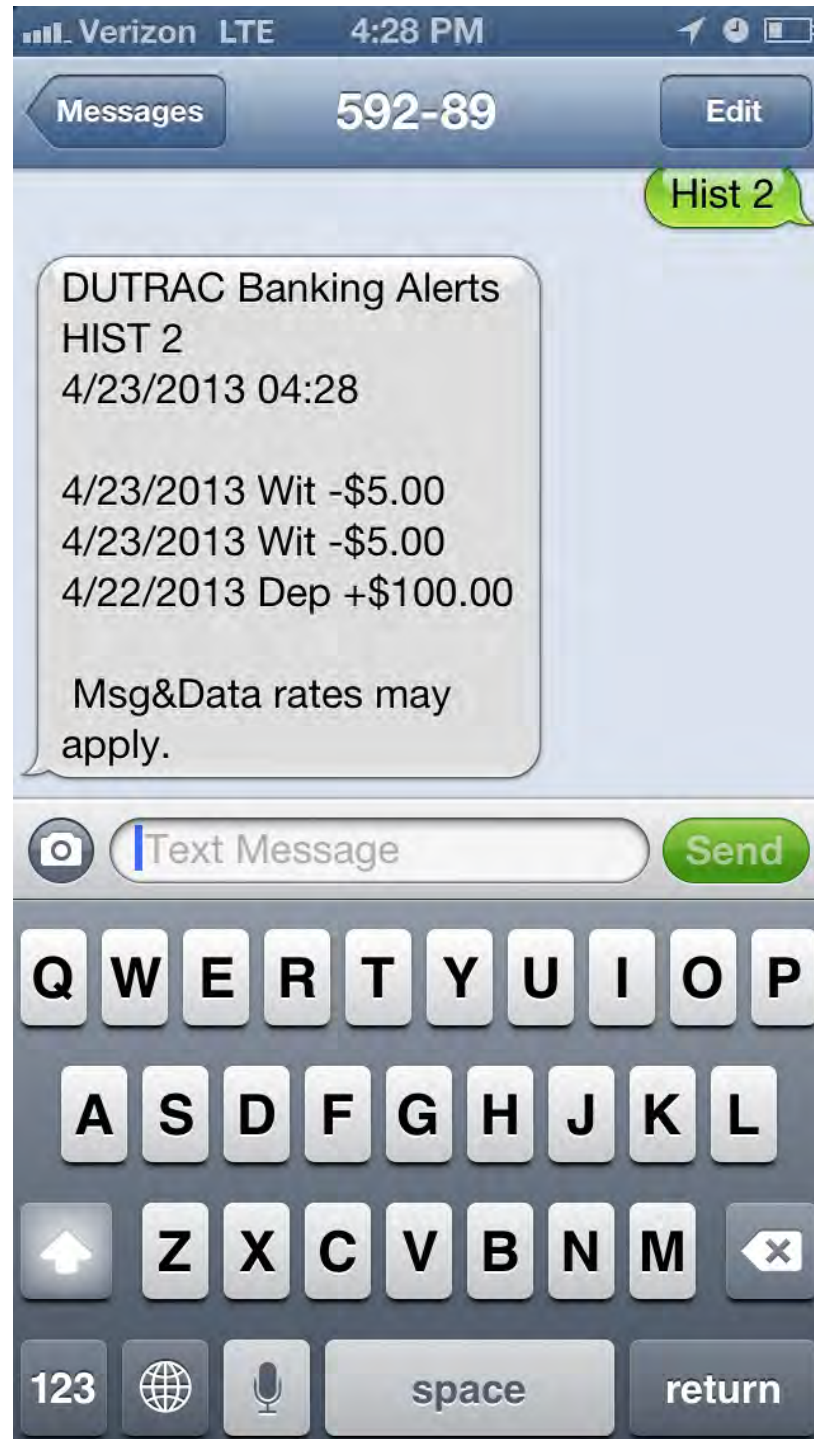 Verizon LTE 4:28 PM
Messages 592-89 Edit
Hist 2
DUTRAC Banking Alerts
HIST 2
4/23/2013 04:28
4/23/2013 Wit -$5.00
4/23/2013 Wit -$5.00
4/22/2013 Dep +$100.00
Msg&Data rates may
apply.
Text Message Send
Q W E R T Y U I O P
A S D F G H J K L
Z X C V B N M
123 space return